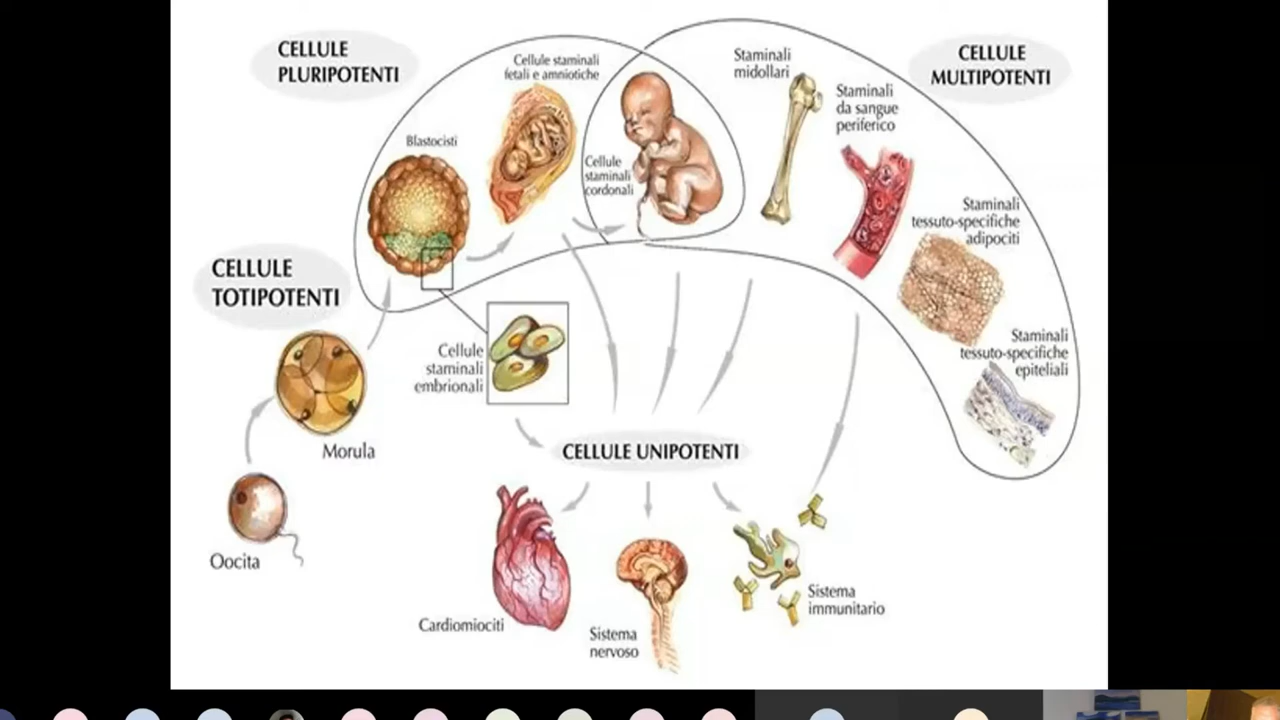 CELLULE
PLURIPOTENTI
Cellule staminali
fetali e amniotiche
Blastocisti
Cellule
staminali
cordonali
Staminali
midollari
CELLULE
MULTIPOTENTI
Staminali
da sangue
periferico
Staminali
tessuto-specifiche
adipociti
Staminali
tessuto-specifiche
epiteliali
CELLULE
TOTIPOTENTI
Cellule
staminali
embrionali
Morula
Oocita
CELLULE UNIPOTENTI
Cardiomiociti
Sistema
nervoso
Sistema
immunitario